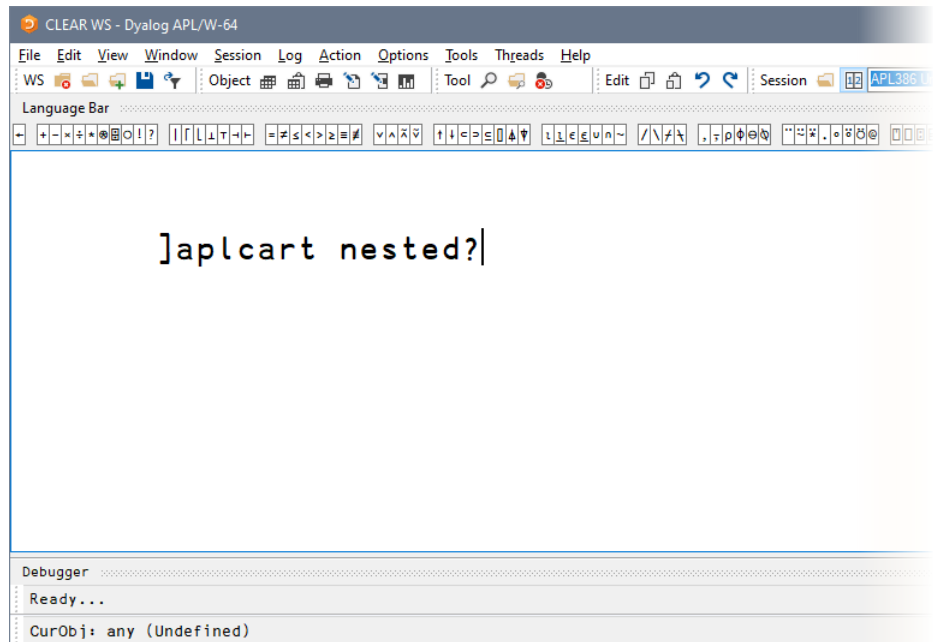 CLEAR WS - Dyalog APL/W-64
File Edit View Window Session Log Action Options Tools Threads Help
WS Object Tool Edit Session APL386 U
Language Bar
← +-×÷*⍟⌹○!? |⌈⌊⊥⊤⊣⊢ =≠≤<>≥≡≢ ∨∧⍲⍱ ↑↓⊂⊃⊆⌷⍋⍒ ⍳⍸∊⍷∪∩~ /\⌿⍀ ,⍪⍴⌽⊖⍉ ¨⍨⍣.∘⍤⍥@
]aplcart nested?
Debugger
Ready...
CurObj: any (Undefined)